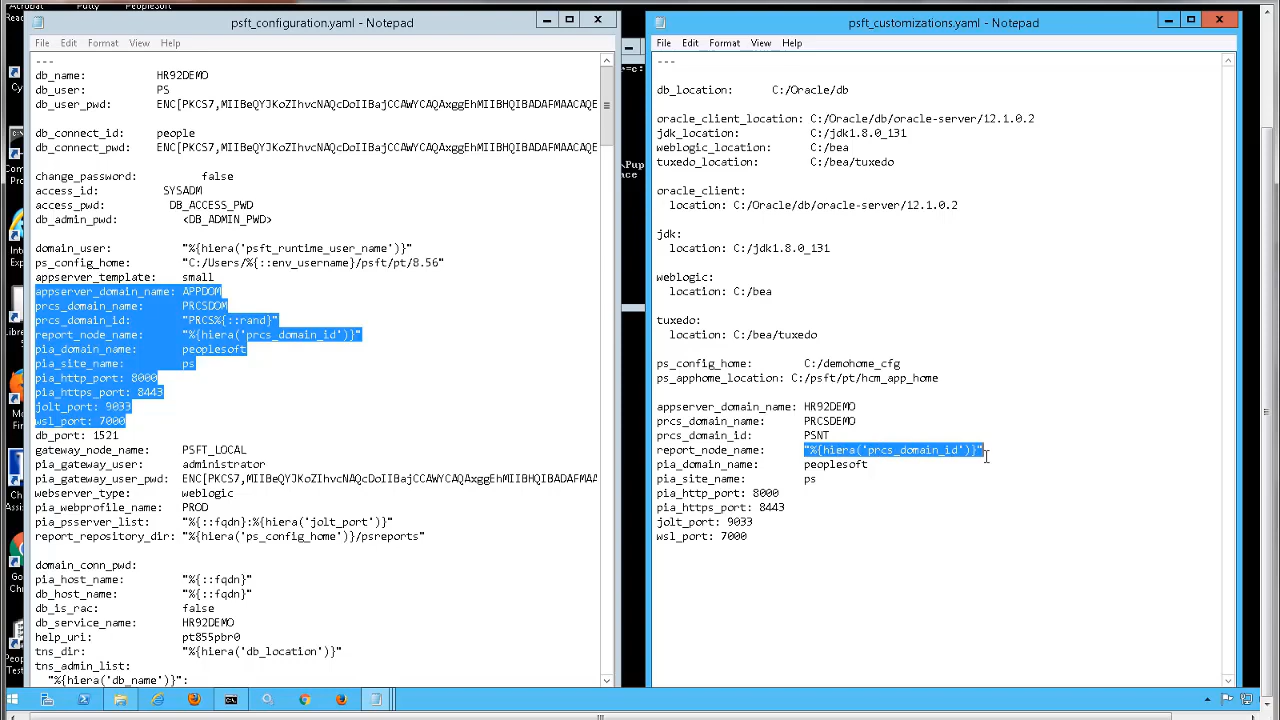 Acrobat
Putty
PeopleSoft
Rea
psft_configuration.yaml - Notepad
File Edit Format View Help
---
db_name: HR92DEMO
db_user: PS
db_user_pwd: ENC[PKCS7,MIIBeQYJKoZIhvcNAQcDoIIBajCCAWYCAQAxggEhMIIBHQIBADAFMAACAQE
db_connect_id: people
db_connect_pwd: ENC[PKCS7,MIIBeQYJKoZIhvcNAQcDoIIBajCCAWYCAQAxggEhMIIBHQIBADAFMAACAQE
change_password: false
access_id: SYSADM
access_pwd: DB_ACCESS_PWD
db_admin_pwd: <DB_ADMIN_PWD>
domain_user: "%{hiera('psft_runtime_user_name')}"
ps_config_home: "C:/Users/%{::env_username}/psft/pt/8.56"
appserver_template: small
appserver_domain_name: APPDOM
prcs_domain_name: PRCSDOM
prcs_domain_id: "PRCS%{::rand}"
report_node_name: "%{hiera('prcs_domain_id')}"
pia_domain_name: peoplesoft
pia_site_name: ps
pia_http_port: 8000
pia_https_port: 8443
jolt_port: 9033
wsl_port: 7000
db_port: 1521
gateway_node_name: PSFT_LOCAL
pia_gateway_user: administrator
pia_gateway_pwd: ENC[PKCS7,MIIBeQYJKoZIhvcNAQcDoIIBajCCAWYCAQAxggEhMIIBHQIBADAFMAA
webserver_type: weblogic
pia_webprofile_name: PROD
pia_psserver_list: "%{::fqdn}:%{hiera('jolt_port')}"
report_repository_dir: "%{hiera('ps_config_home')}/psreports"
domain_conn_pwd:
pia_host_name: "%{::fqdn}"
db_host_name: "%{::fqdn}"
db_is_rac: false
db_service_name: HR92DEMO
help_uri: pt855pbr0
tns_dir: "%{hiera('db_location')}"
tns_admin_list:
"%{hiera('db_name')}":
psft_customizations.yaml - Notepad
File Edit Format View Help
---
db_location: C:/Oracle/db
oracle_client_location: C:/Oracle/db/oracle-server/12.1.0.2
jdk_location: C:/jdk1.8.0_131
weblogic_location: C:/bea
tuxedo_location: C:/bea/tuxedo
oracle_client:
location: C:/Oracle/db/oracle-server/12.1.0.2
jdk:
location: C:/jdk1.8.0_131
weblogic:
location: C:/bea
tuxedo:
location: C:/bea/tuxedo
ps_config_home: C:/demohome_cfg
ps_apphome_location: C:/psft/pt/hcm_app_home
appserver_domain_name: HR92DEMO
prcs_domain_name: PRCSDEMO
prcs_domain_id: PSNT
report_node_name: "%{hiera('prcs_domain_id')}"
pia_domain_name: peoplesoft
pia_site_name: ps
pia_http_port: 8000
pia_https_port: 8443
jolt_port: 9033
wsl_port: 7000